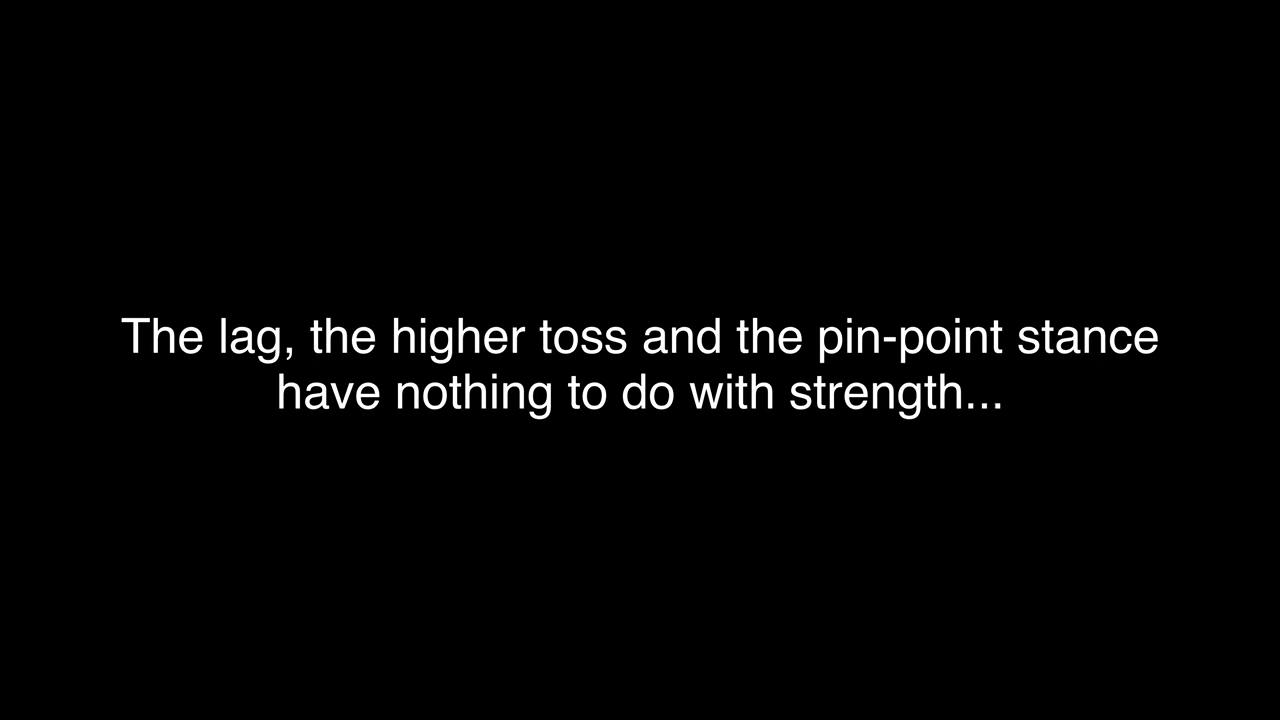 The lag, the higher toss and the pin-point stance
have nothing to do with strength...